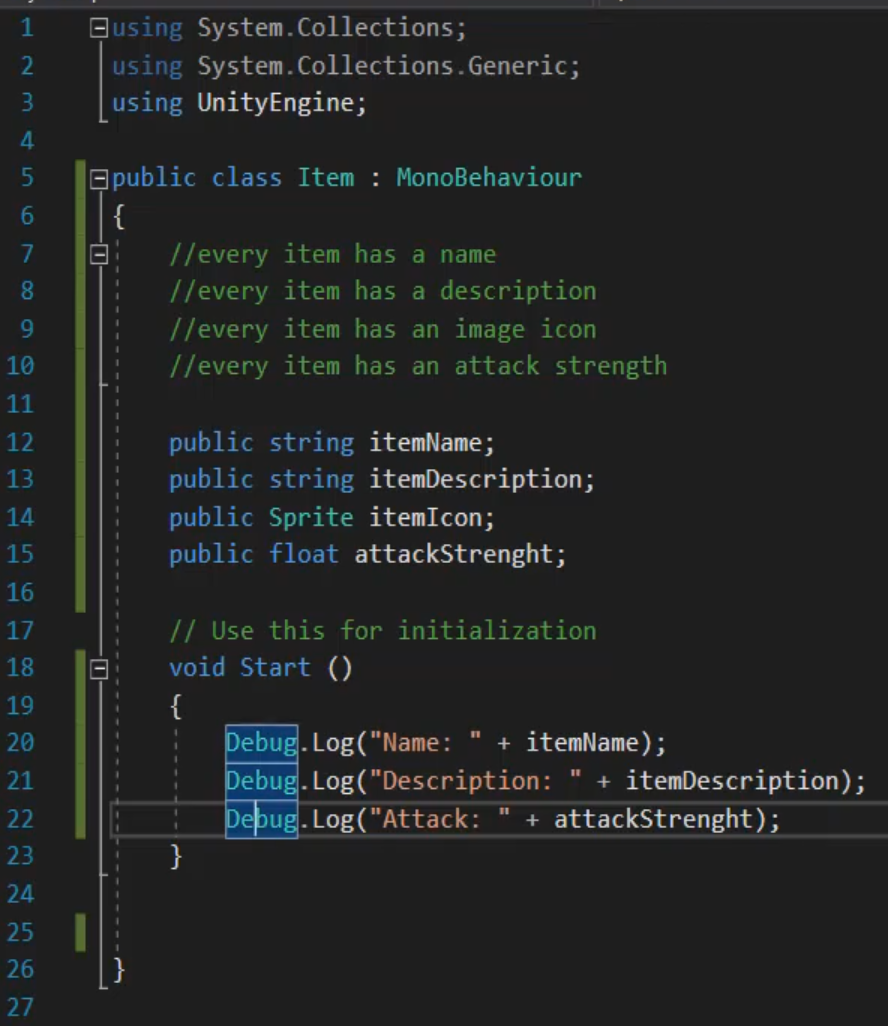 1 using System.Collections;
2 using System.Collections.Generic;
3 using UnityEngine;
4
5 public class Item : MonoBehaviour
6 {
7 //every item has a name
8 //every item has a description
9 //every item has an image icon
10 //every item has an attack strength
11
12 public string itemName;
13 public string itemDescription;
14 public Sprite itemIcon;
15 public float attackStrenght;
16
17 // Use this for initialization
18 void Start ()
19 {
20 Debug.Log("Name: " + itemName);
21 Debug.Log("Description: " + itemDescription);
22 Debug.Log("Attack: " + attackStrenght);
23 }
24
25
26 }
27